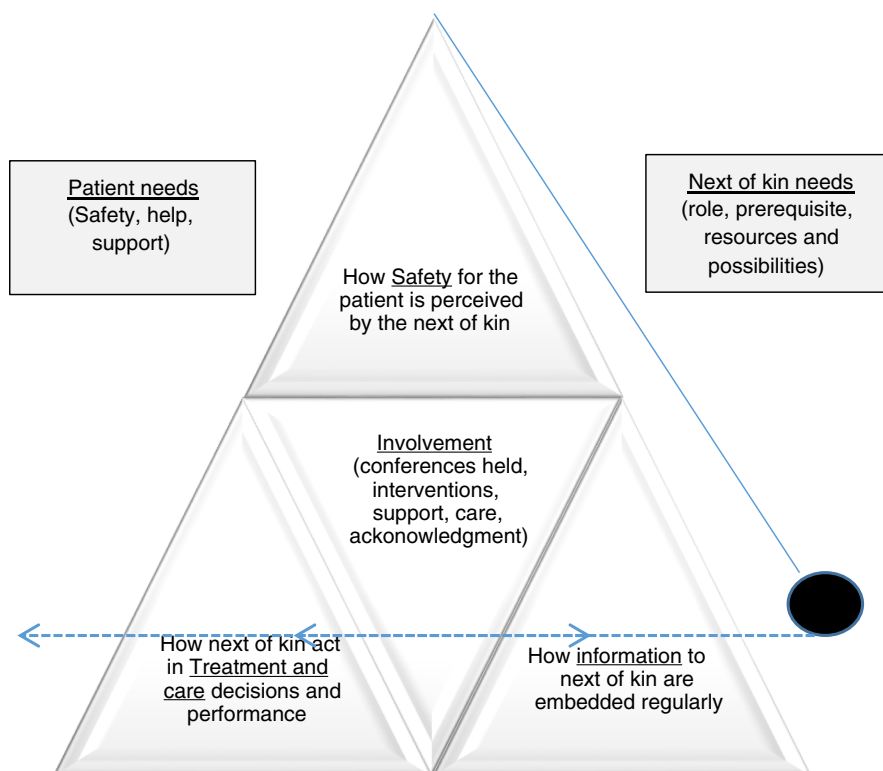 Patient needs
(Safety, help,
support)
Next of kin needs
(role, prerequisite,
resources and
possibilities)
How Safety for the
patient is perceived
by the next of kin
Involvement
(conferences held,
interventions,
support, care,
ackonowledgment)
How next of kin act
in Treatment and
care decisions and
performance
How information to
next of kin are
embedded regularly